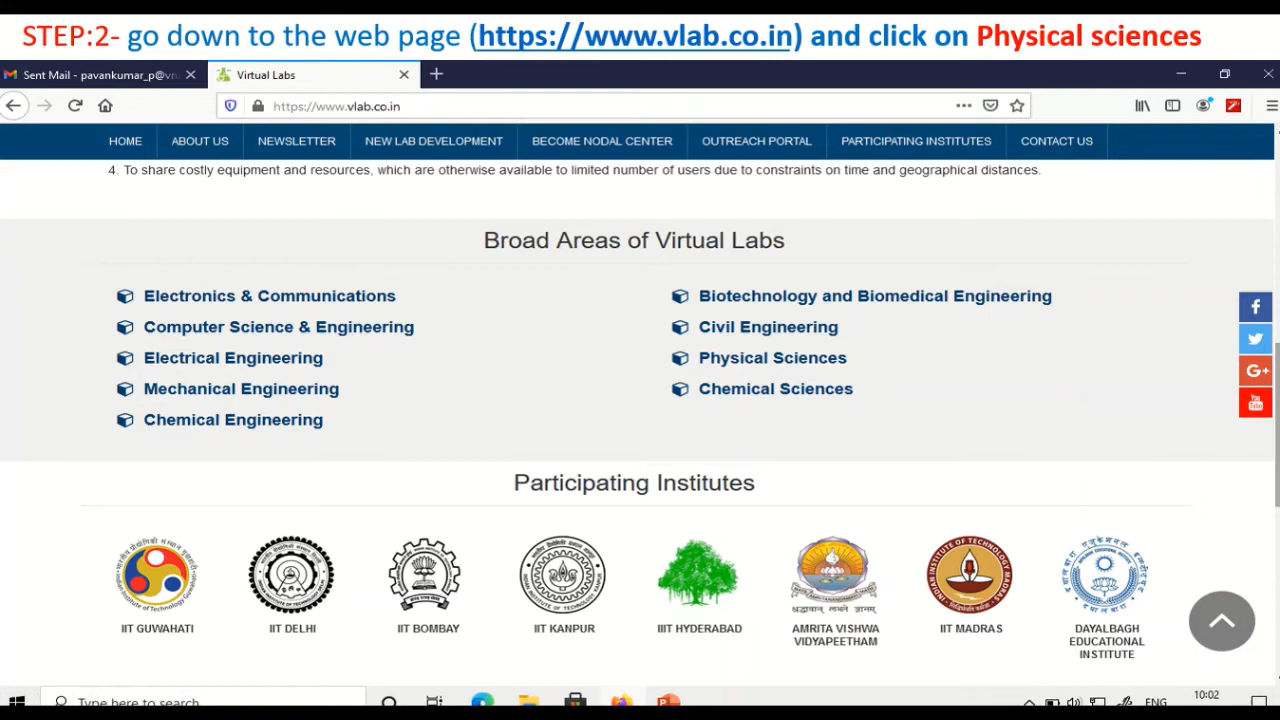 STEP:2- go down to the web page (https://www.vlab.co.in) and click on Physical sciences
Sent Mail - pavankumar_p@vn
Virtual Labs
https://www.vlab.co.in
HOME
ABOUT US
NEWSLETTER
NEW LAB DEVELOPMENT
BECOME NODAL CENTER
OUTREACH PORTAL
PARTICIPATING INSTITUTES
CONTACT US
4. To share costly equipment and resources, which are otherwise available to limited number of users due to constraints on time and geographical distances.
Broad Areas of Virtual Labs
Electronics & Communications
Computer Science & Engineering
Electrical Engineering
Mechanical Engineering
Chemical Engineering
Biotechnology and Biomedical Engineering
Civil Engineering
Physical Sciences
Chemical Sciences
Participating Institutes
IIT GUWAHATI
IIT DELHI
IIT BOMBAY
IIT KANPUR
IIIT HYDERABAD
AMRITA VISHWA
VIDYAPEETHAM
IIT MADRAS
DAYALBAGH
EDUCATIONAL
INSTITUTE
Type here to search
ENG
10:02